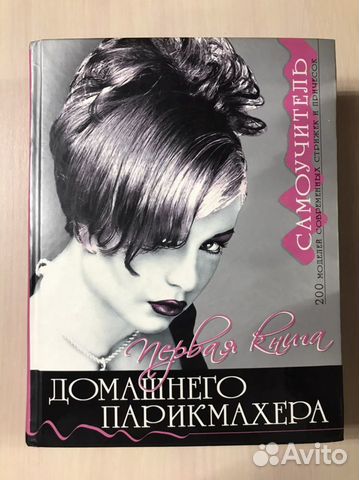 САМОУЧИТЕЛЬ
200 МОДЕЛЕЙ СОВРЕМЕННЫХ СТРИЖЕК И ПРИЧЕСОК
Первая книга
ДОМАШНЕГО
ПАРИКМАХЕРА
Avito